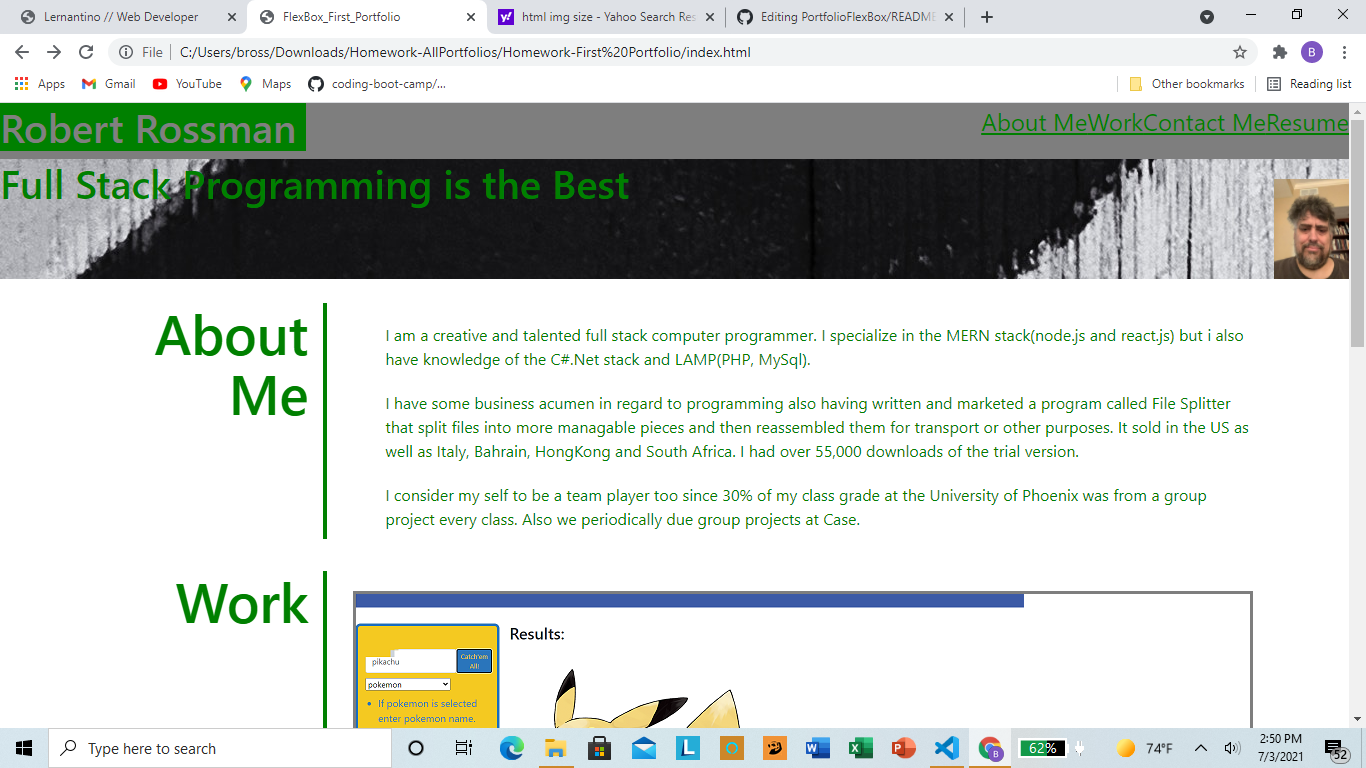 Lernantino // Web Developer
FlexBox_First_Portfolio
html img size - Yahoo Search Res
Editing PortfolioFlexBox/README
File
C:/Users/bross/Downloads/Homework-AllPortfolios/Homework-First%20Portfolio/index.html
B
Apps
Gmail
YouTube
Maps
coding-boot-camp/...
Other bookmarks
Reading list
Robert Rossman
About MeWorkContact MeResume
Full Stack Programming is the Best
About
Me
I am a creative and talented full stack computer programmer. I specialize in the MERN stack(node.js and react.js) but i also
have knowledge of the C#.Net stack and LAMP(PHP, MySql).
I have some business acumen in regard to programming also having written and marketed a program called File Splitter
that split files into more managable pieces and then reassembled them for transport or other purposes. It sold in the US as
well as Italy, Bahrain, HongKong and South Africa. I had over 55,000 downloads of the trial version.
I consider my self to be a team player too since 30% of my class grade at the University of Phoenix was from a group
project every class. Also we periodically due group projects at Case.
Work
Results:
pikachu
Catch'em
All!
pokemon
If pokemon is selected
enter pokemon name.
Type here to search
L
62%
74°F
2:50 PM
7/3/2021
52